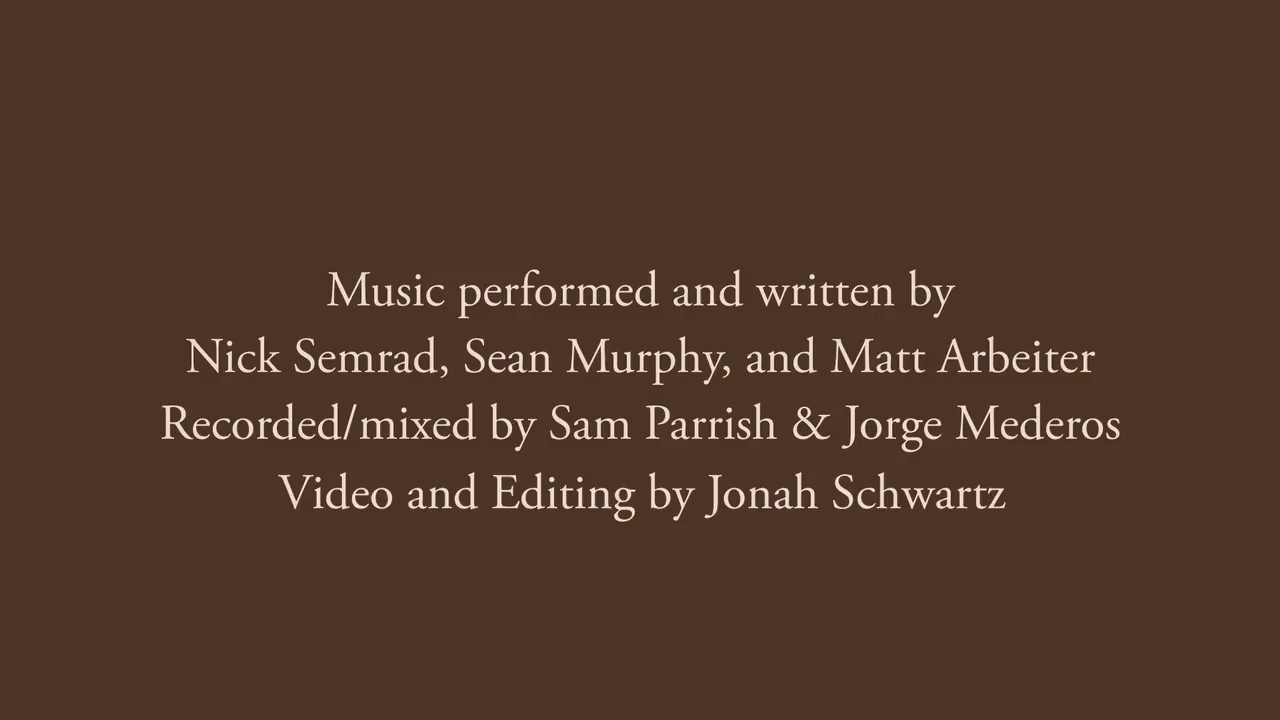 Music performed and written by
Nick Semrad, Sean Murphy, and Matt Arbeiter
Recorded/mixed by Sam Parrish & Jorge Mederos
Video and Editing by Jonah Schwartz